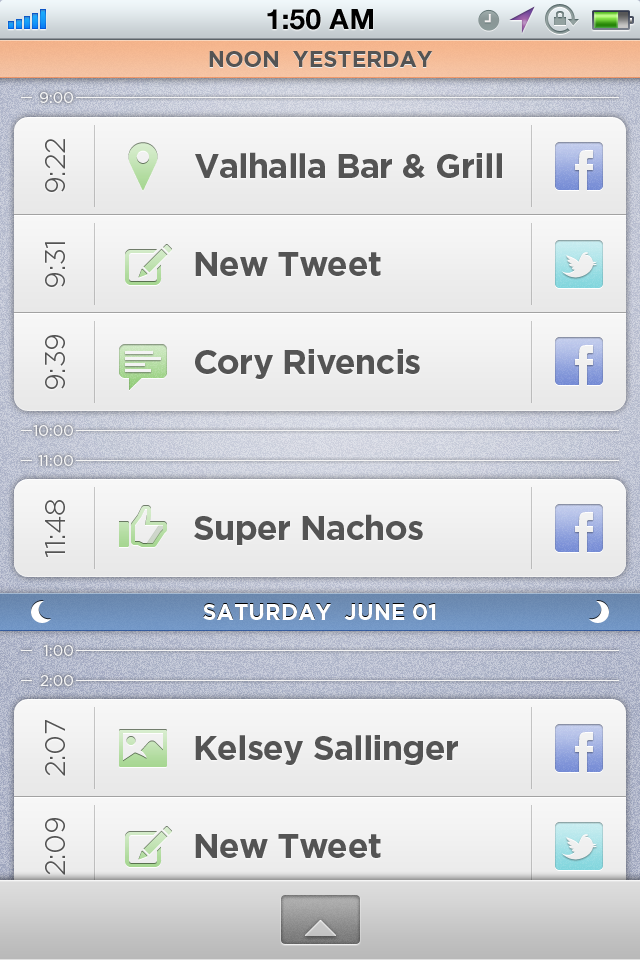 1:50 AM
NOON YESTERDAY
9:00
9:22 Valhalla Bar & Grill f
9:31 New Tweet
9:39 Cory Rivencis f
10:00
11:00
11:48 Super Nachos f
SATURDAY JUNE 01
1:00
2:00
2:07 Kelsey Sallinger f
2:09 New Tweet